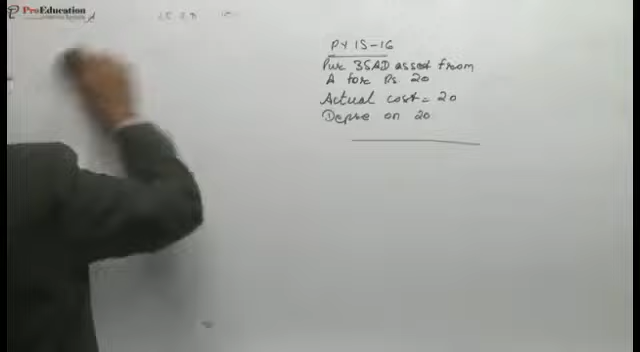 ProEducation
PY 15-16
Pur 35AD asset from
A for Rs. 20
Actual cost = 20
Depre on 20